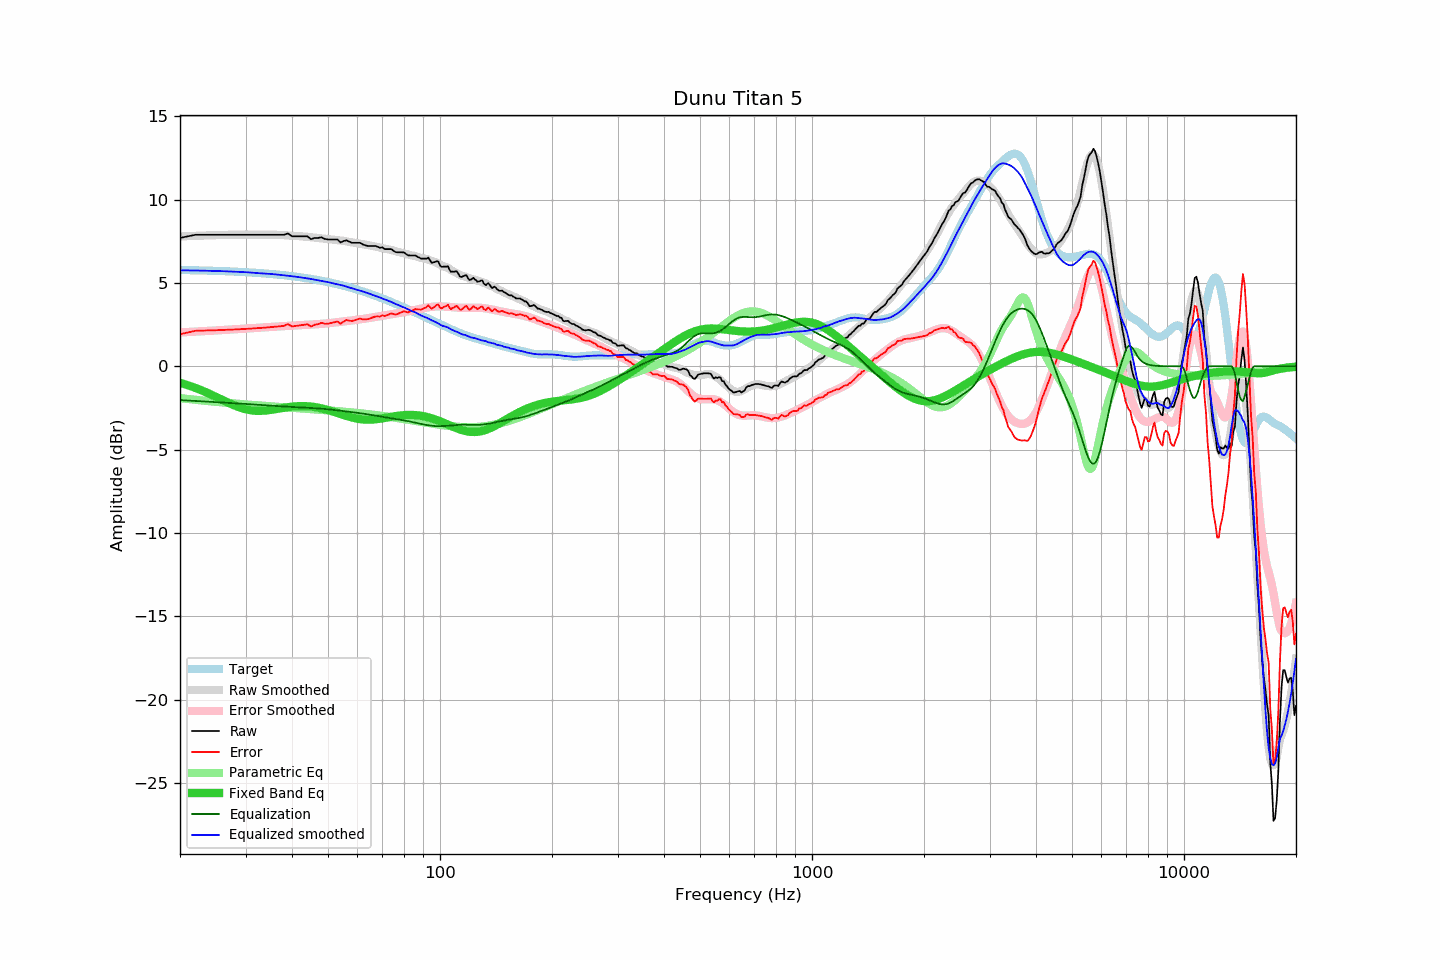 Dunu Titan 5
15
10
5
0
−5
−10
−15
−20
−25
Amplitude (dBr)
Target
Raw Smoothed
Error Smoothed
Raw
Error
Parametric Eq
Fixed Band Eq
Equalization
Equalized smoothed
100
1000
10000
Frequency (Hz)